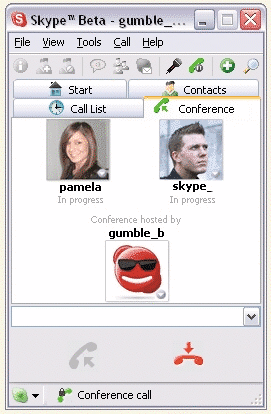 Skype™ Beta - gumble_...
File View Tools Call Help
Start Contacts
Call List Conference
pamela skype_
In progress In progress
Conference hosted by
gumble_b
Conference call